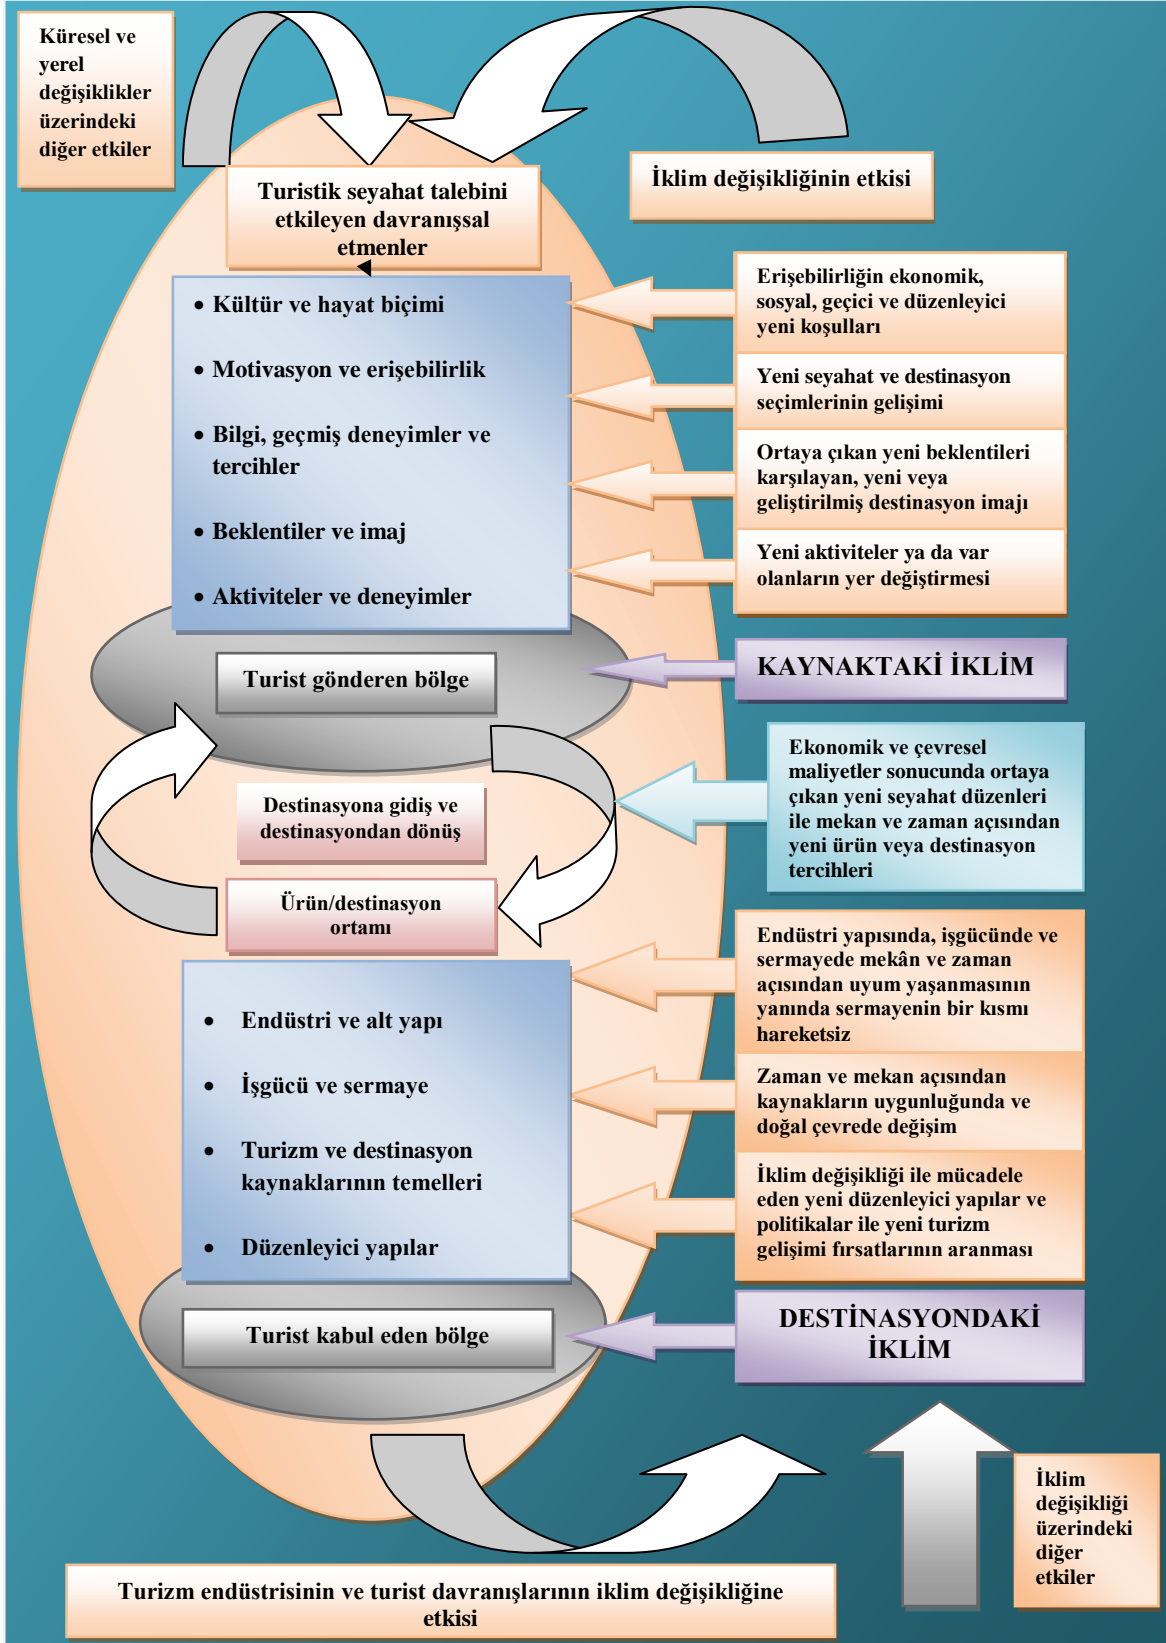 Küresel ve
yerel
değişiklikler
üzerindeki
diğer etkiler
İklim değişikliğinin etkisi
Turistik seyahat talebini
etkileyen davranışsal
etmenler
• Kültür ve hayat biçimi
• Motivasyon ve erişebilirlik
• Bilgi, geçmiş deneyimler ve
tercihler
• Beklentiler ve imaj
• Aktiviteler ve deneyimler
Erişebilirliğin ekonomik,
sosyal, geçici ve düzenleyici
yeni koşulları
Yeni seyahat ve destinasyon
seçimlerinin gelişimi
Ortaya çıkan yeni beklentileri
karşılayan, yeni veya
geliştirilmiş destinasyon imajı
Yeni aktiviteler ya da var
olanların yer değiştirmesi
Turist gönderen bölge
KAYNAKTAKİ İKLİM
Destinasyona gidiş ve
destinasyondan dönüş
Ekonomik ve çevresel
maliyetler sonucunda ortaya
çıkan yeni seyahat düzenleri
ile mekan ve zaman açısından
yeni ürün veya destinasyon
tercihleri
Ürün/destinasyon
ortamı
• Endüstri ve alt yapı
• İşgücü ve sermaye
• Turizm ve destinasyon
kaynaklarının temelleri
• Düzenleyici yapılar
Endüstri yapısında, işgücünde ve
sermayede mekân ve zaman
açısından uyum yaşanmasının
yanında sermayenin bir kısmı
hareketsiz
Zaman ve mekan açısından
kaynakların uygunluğunda ve
doğal çevrede değişim
İklim değişikliği ile mücadele
eden yeni düzenleyici yapılar ve
politikalar ile yeni turizm
gelişimi fırsatlarının aranması
Turist kabul eden bölge
DESTİNASYONDAKİ
İKLİM
İklim
değişikliği
üzerindeki
diğer
etkiler
Turizm endüstrisinin ve turist davranışlarının iklim değişikliğine
etkisi